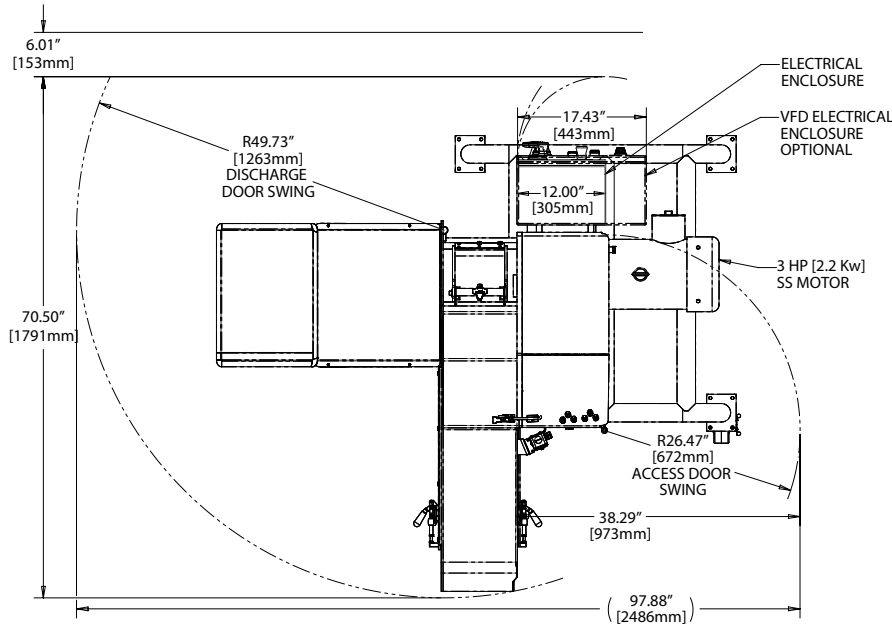 6.01"
[153mm]
ELECTRICAL
ENCLOSURE
17.43"
[443mm]
VFD ELECTRICAL
ENCLOSURE
OPTIONAL
R49.73"
[1263mm]
DISCHARGE
DOOR SWING
12.00"
[305mm]
3 HP [2.2 Kw]
SS MOTOR
70.50"
[1791mm]
R26.47"
[672mm]
ACCESS DOOR
SWING
38.29"
[973mm]
( 97.88" )
[2486mm]